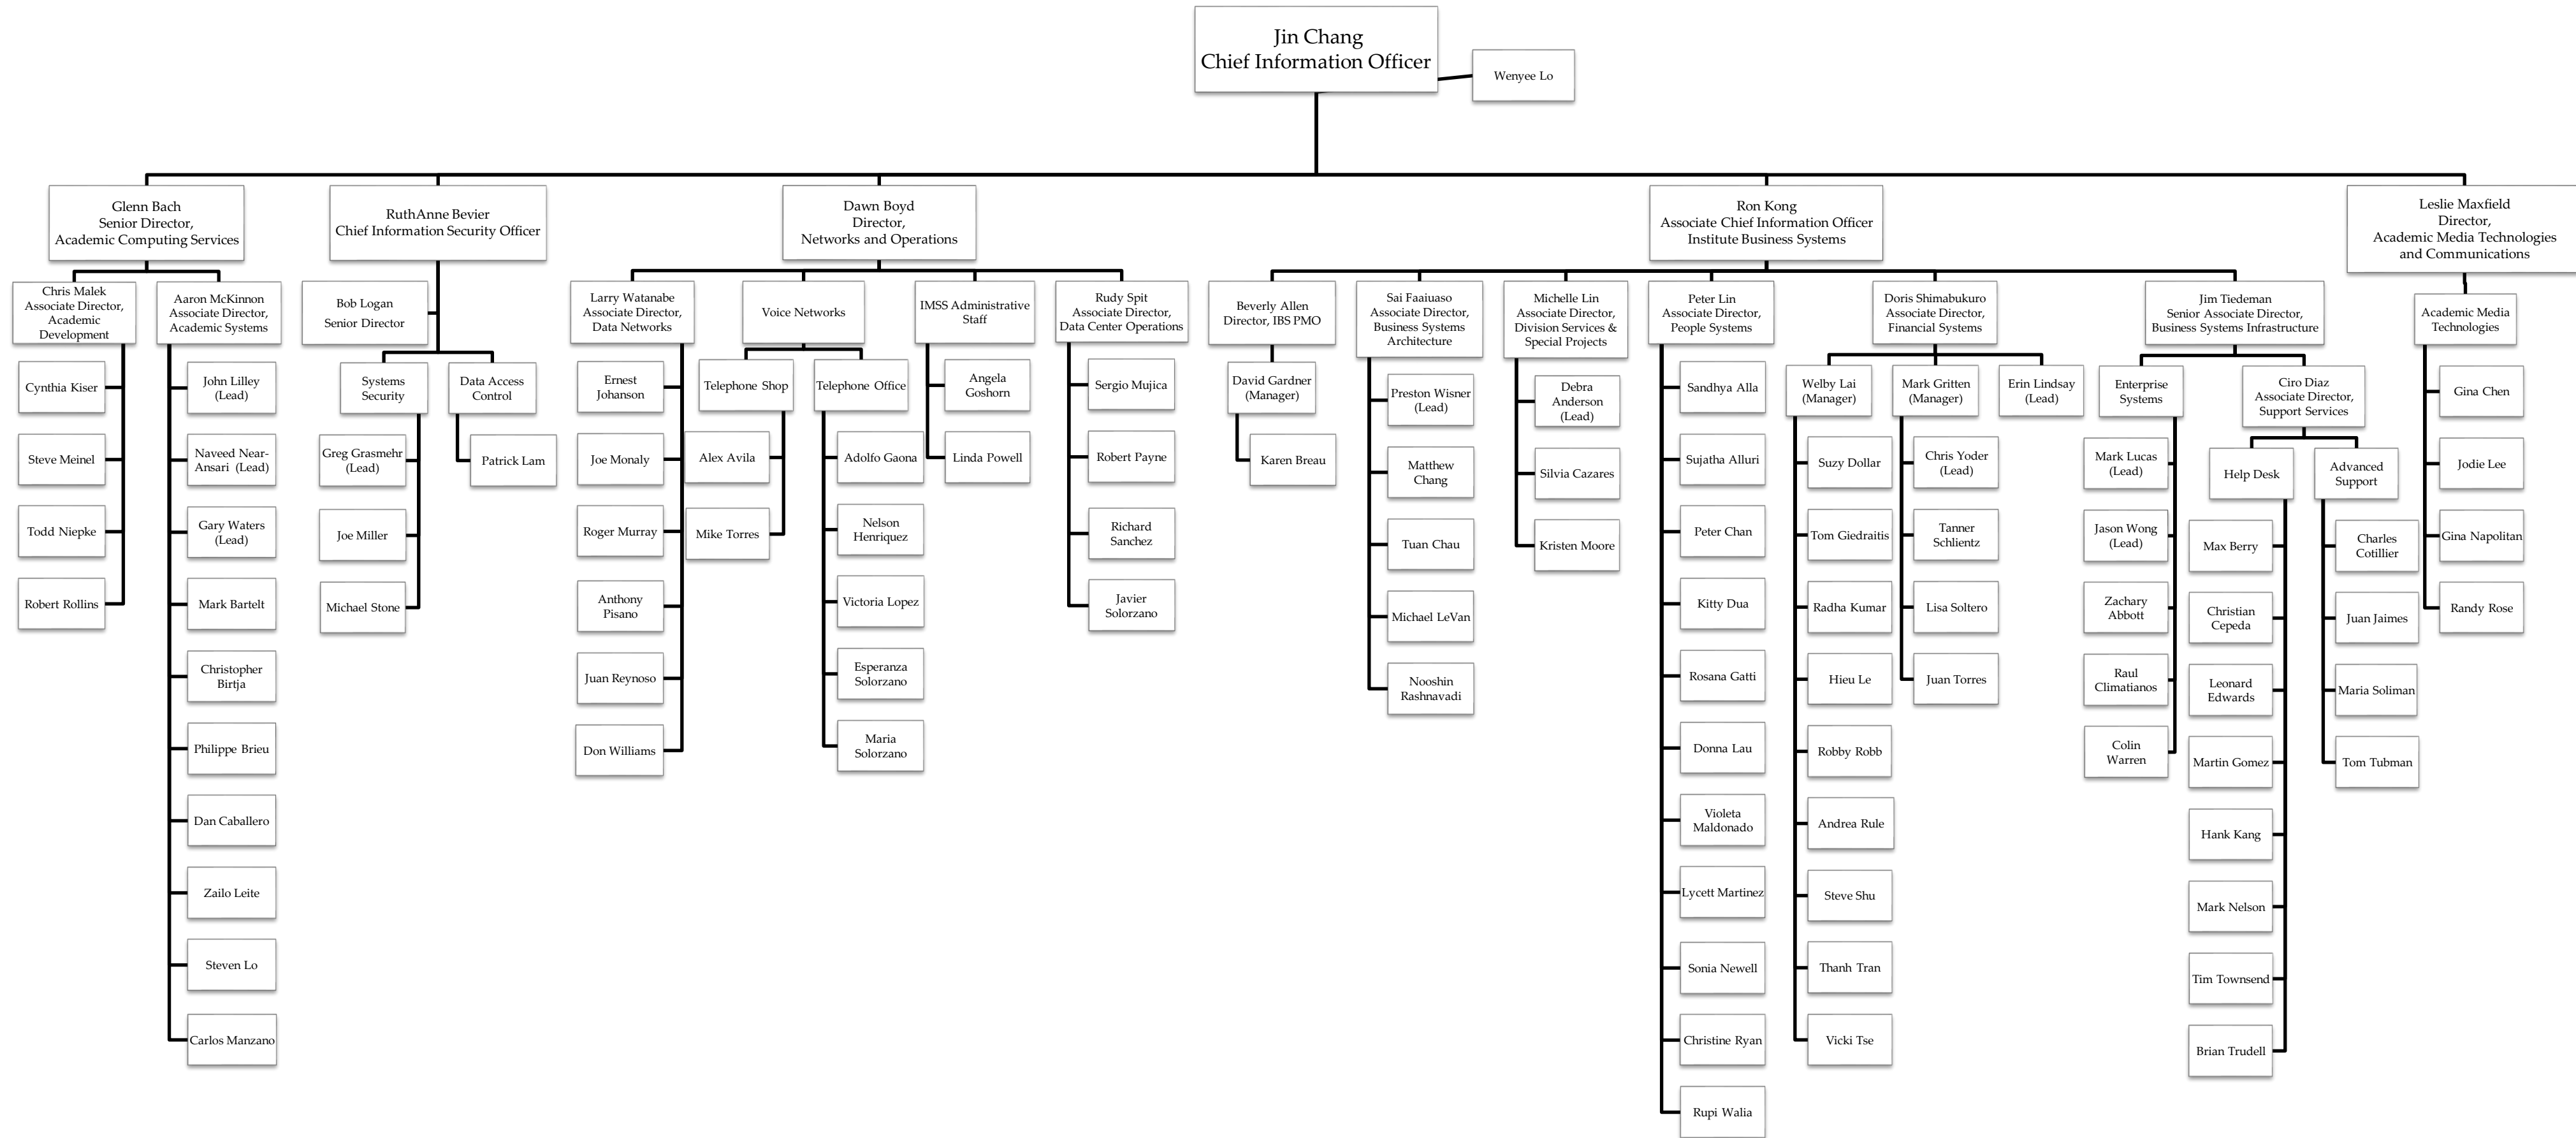 Jin Chang
Chief Information Officer
Wenyee Lo
Glenn Bach
Senior Director,
Academic Computing Services
RuthAnne Bevier
Chief Information Security Officer
Dawn Boyd
Director,
Networks and Operations
Ron Kong
Associate Chief Information Officer
Institute Business Systems
Leslie Maxfield
Director,
Academic Media Technologies
and Communications
Chris Malek
Associate Director,
Academic
Development
Cynthia Kiser
Steve Meinel
Todd Niepke
Robert Rollins
Aaron McKinnon
Associate Director,
Academic Systems
John Lilley
(Lead)
Naveed Near-
Ansari (Lead)
Gary Waters
(Lead)
Mark Bartelt
Christopher
Birtja
Philippe Brieu
Dan Caballero
Zailo Leite
Steven Lo
Carlos Manzano
Bob Logan
Senior Director
Systems
Security
Greg Grasmehr
(Lead)
Joe Miller
Michael Stone
Data Access
Control
Patrick Lam
Larry Watanabe
Associate Director,
Data Networks
Ernest
Johanson
Joe Monaly
Roger Murray
Anthony
Pisano
Juan Reynoso
Don Williams
Voice Networks
Telephone Shop
Alex Avila
Mike Torres
Telephone Office
Adolfo Gaona
Nelson
Henriquez
Victoria Lopez
Esperanza
Solorzano
Maria
Solorzano
IMSS Administrative
Staff
Angela
Goshorn
Linda Powell
Rudy Spit
Associate Director,
Data Center Operations
Sergio Mujica
Robert Payne
Richard
Sanchez
Javier
Solorzano
Beverly Allen
Director, IBS PMO
David Gardner
(Manager)
Karen Breau
Sai Faaiuaso
Associate Director,
Business Systems
Architecture
Preston Wisner
(Lead)
Matthew
Chang
Tuan Chau
Michael LeVan
Nooshin
Rashnavadi
Michelle Lin
Associate Director,
Division Services &
Special Projects
Debra
Anderson
(Lead)
Silvia Cazares
Kristen Moore
Peter Lin
Associate Director,
People Systems
Sandhya Alla
Sujatha Alluri
Peter Chan
Kitty Dua
Rosana Gatti
Donna Lau
Violeta
Maldonado
Lycett Martinez
Sonia Newell
Christine Ryan
Rupi Walia
Doris Shimabukuro
Associate Director,
Financial Systems
Welby Lai
(Manager)
Suzy Dollar
Tom Giedraitis
Radha Kumar
Hieu Le
Robby Robb
Andrea Rule
Steve Shu
Thanh Tran
Vicki Tse
Mark Gritten
(Manager)
Chris Yoder
(Lead)
Tanner
Schlientz
Lisa Soltero
Juan Torres
Erin Lindsay
(Lead)
Jim Tiedeman
Senior Associate Director,
Business Systems Infrastructure
Enterprise
Systems
Mark Lucas
(Lead)
Jason Wong
(Lead)
Zachary
Abbott
Raul
Climatianos
Colin
Warren
Ciro Diaz
Associate Director,
Support Services
Help Desk
Max Berry
Christian
Cepeda
Leonard
Edwards
Martin Gomez
Hank Kang
Mark Nelson
Tim Townsend
Brian Trudell
Advanced
Support
Charles
Cotillier
Juan Jaimes
Maria Soliman
Tom Tubman
Academic Media
Technologies
Gina Chen
Jodie Lee
Gina Napolitan
Randy Rose